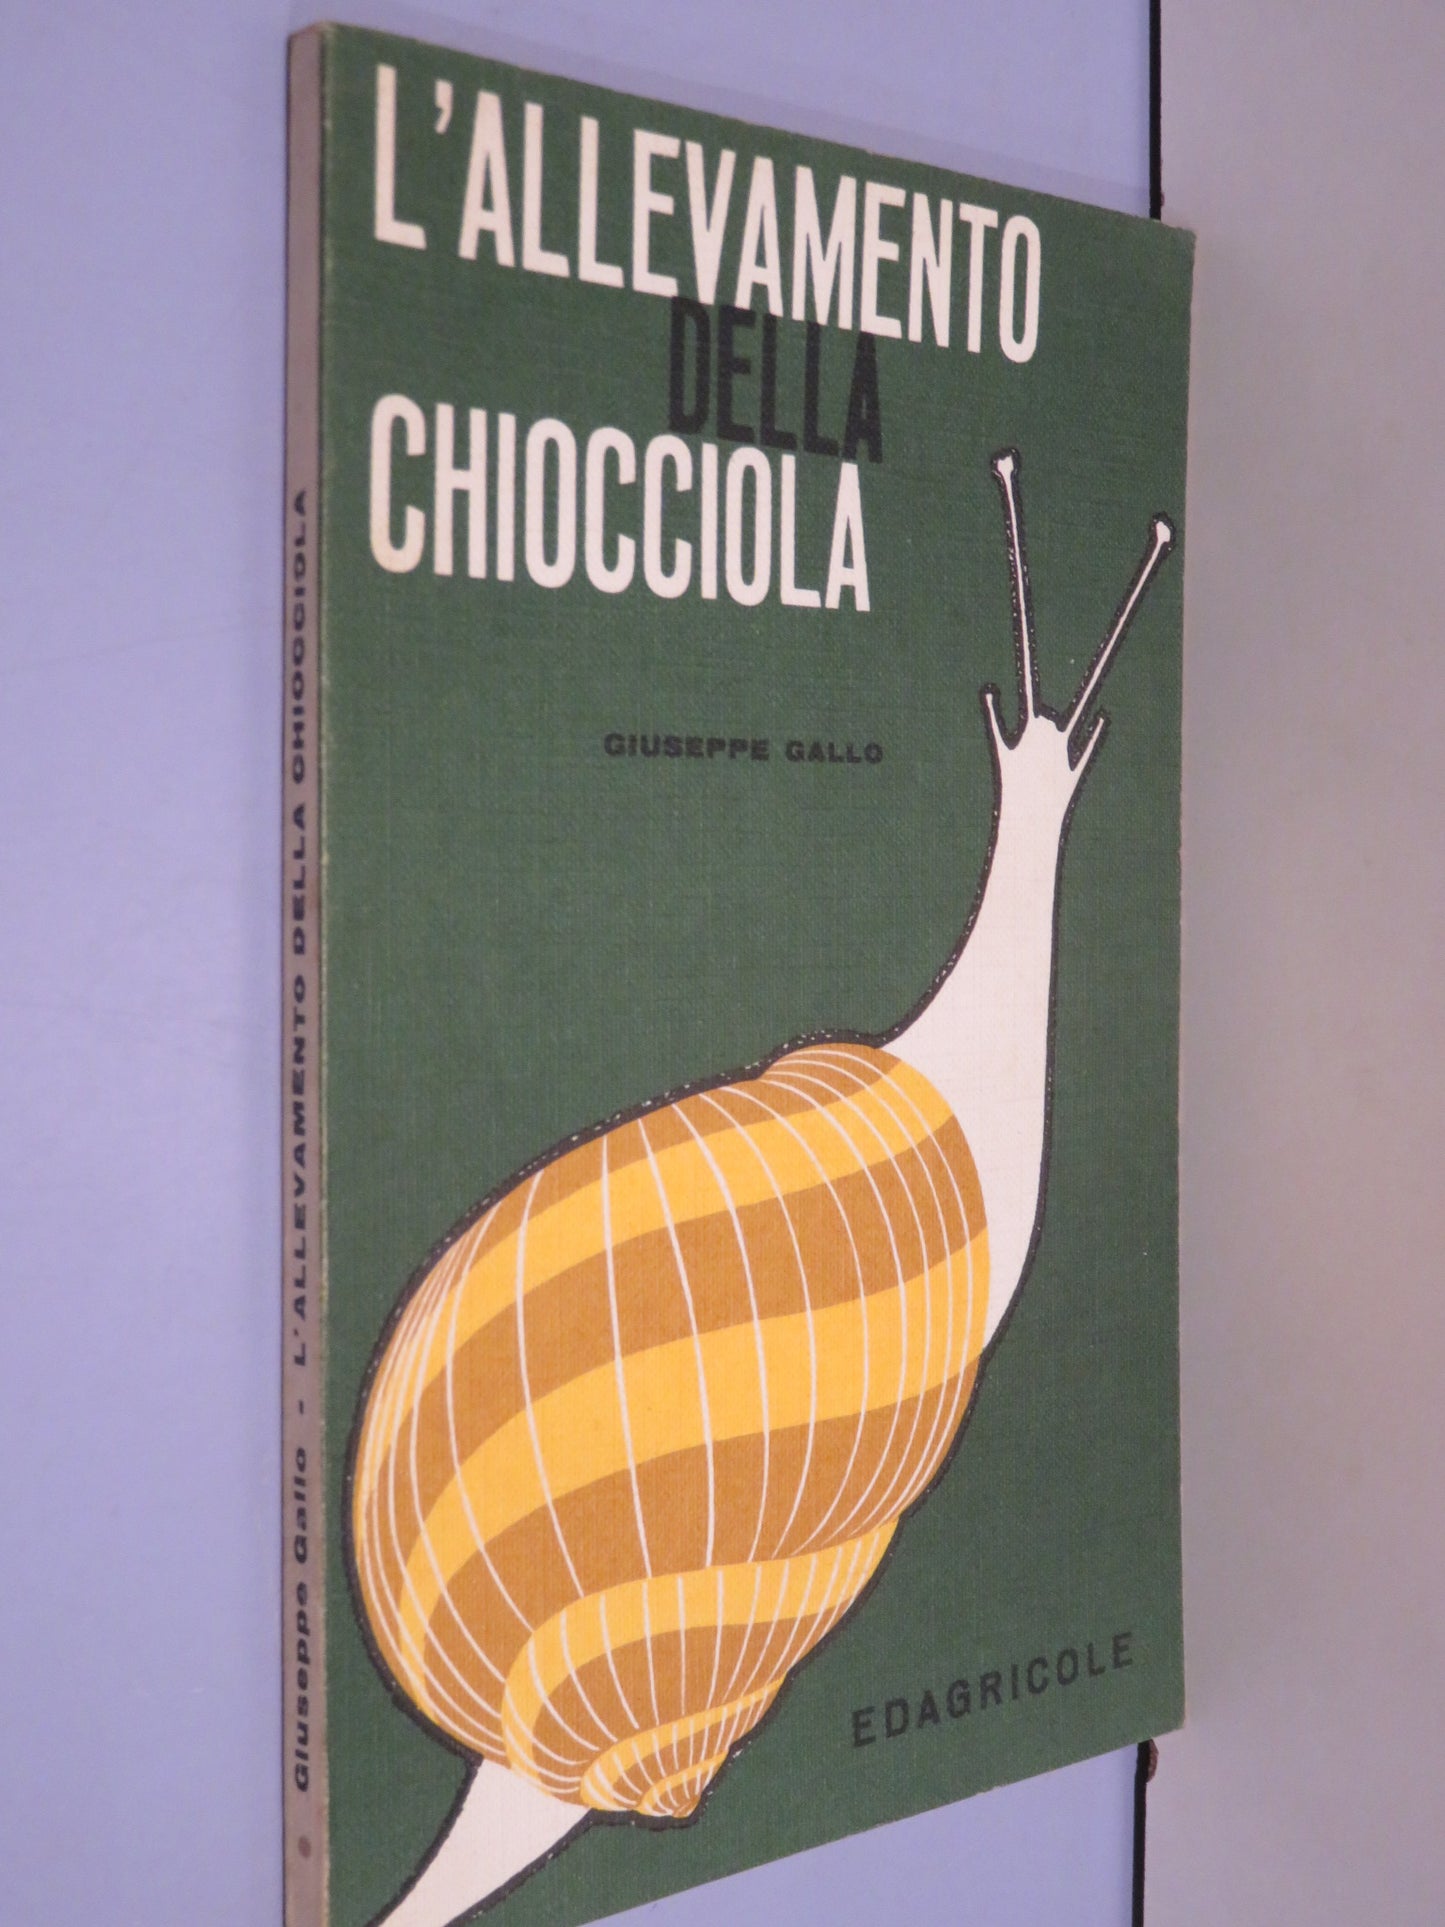 L'ALLEVAMENTO
DELLA
CHIOCCIOLA
GIUSEPPE GALLO
EDAGRICOLE
Giuseppe Gallo - L'ALLEVAMENTO DELLA CHIOCCIOLA